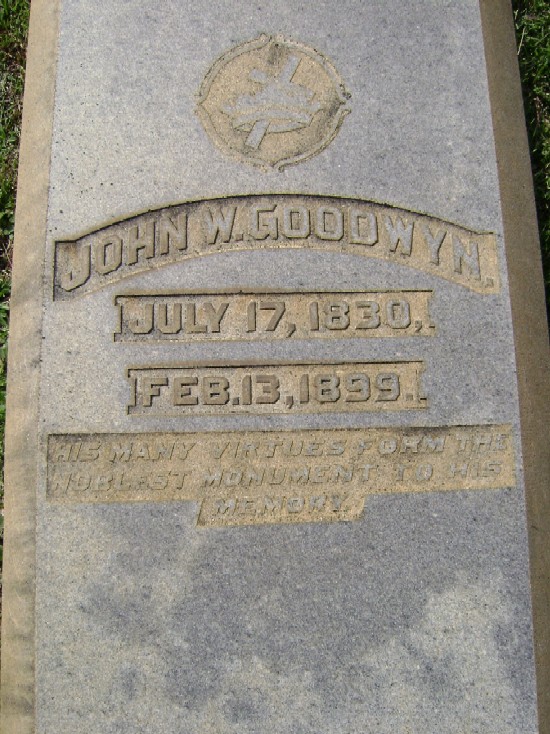 JOHN W. GOODWYN.
JULY 17, 1830,
FEB. 13, 1899.
HIS MANY VIRTUES FORM THE
NOBLEST MONUMENT TO HIS
MEMORY